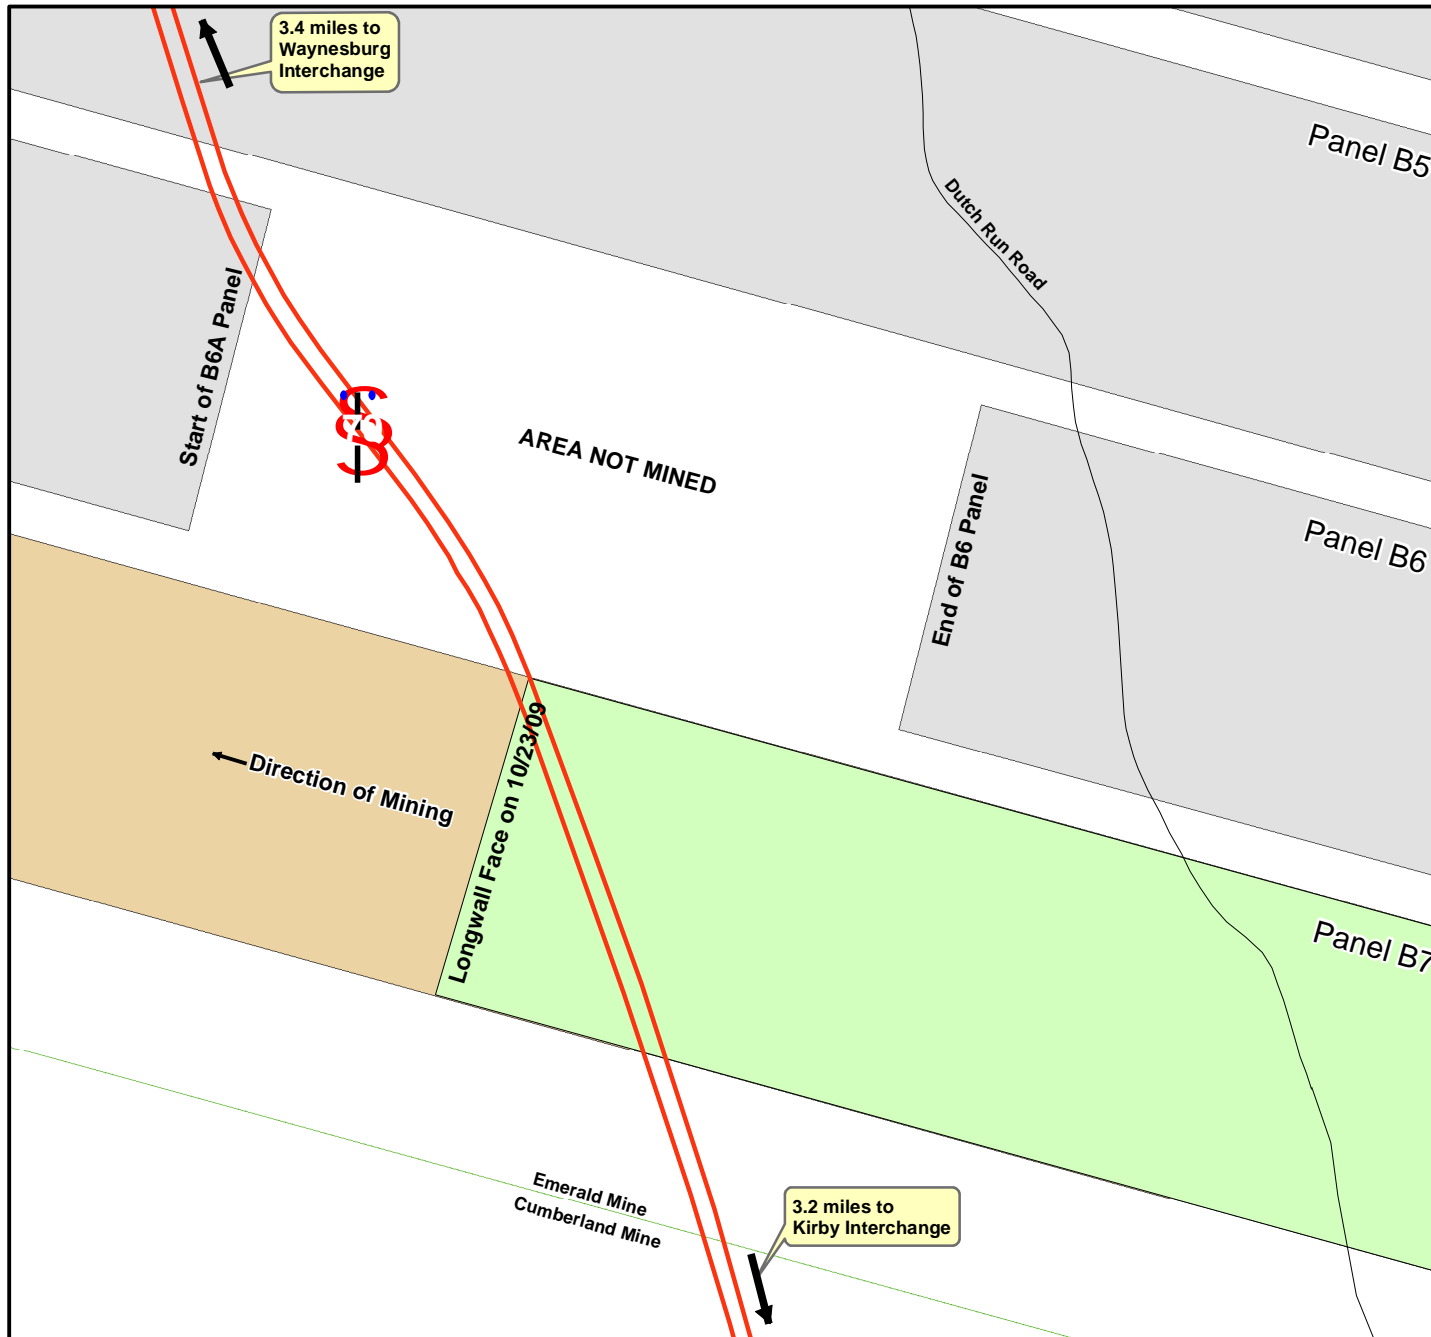 3.4 miles to
Waynesburg
Interchange
Panel B5
Dutch Run Road
Start of B6A Panel
AREA NOT MINED
End of B6 Panel
Panel B6
Longwall Face on 10/23/09
Direction of Mining
Panel B7
Emerald Mine
Cumberland Mine
3.2 miles to
Kirby Interchange